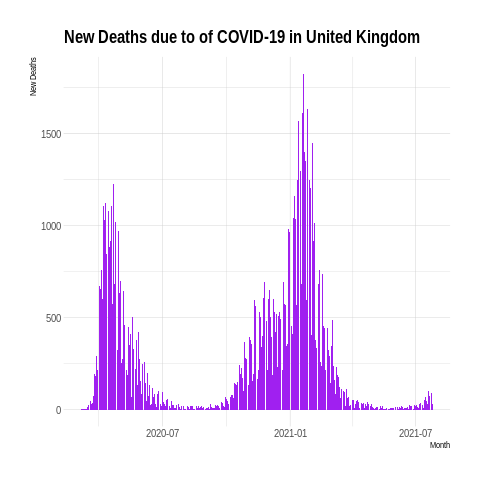 New Deaths due to of COVID-19 in United Kingdom
New Deaths
1500
1000
500
0
2020-07
2021-01
2021-07
Month